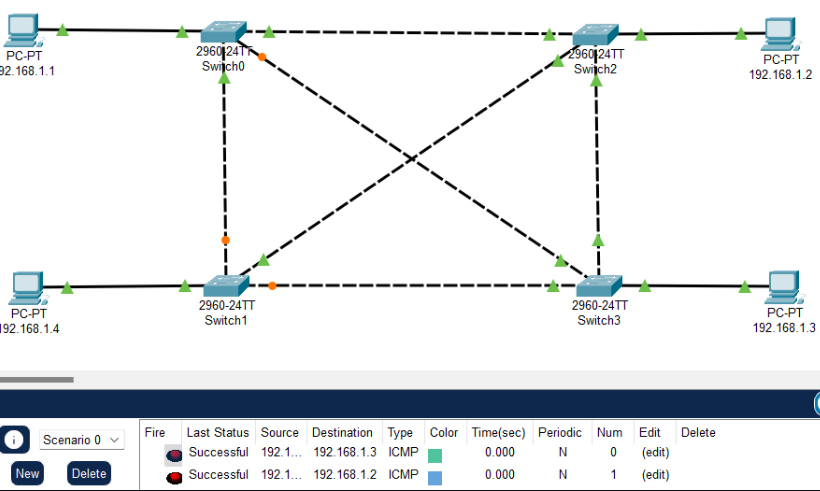 PC-PT
92.168.1.1
2960-24TT
Switch0
2960-24TT
Switch2
PC-PT
192.168.1.2
PC-PT
192.168.1.4
2960-24TT
Switch1
2960-24TT
Switch3
PC-PT
192.168.1.3
i Scenario 0
New Delete
Fire Last Status Source Destination Type Color Time(sec) Periodic Num Edit Delete
Successful 192.1... 192.168.1.3 ICMP 0.000 N 0 (edit)
Successful 192.1... 192.168.1.2 ICMP 0.000 N 1 (edit)